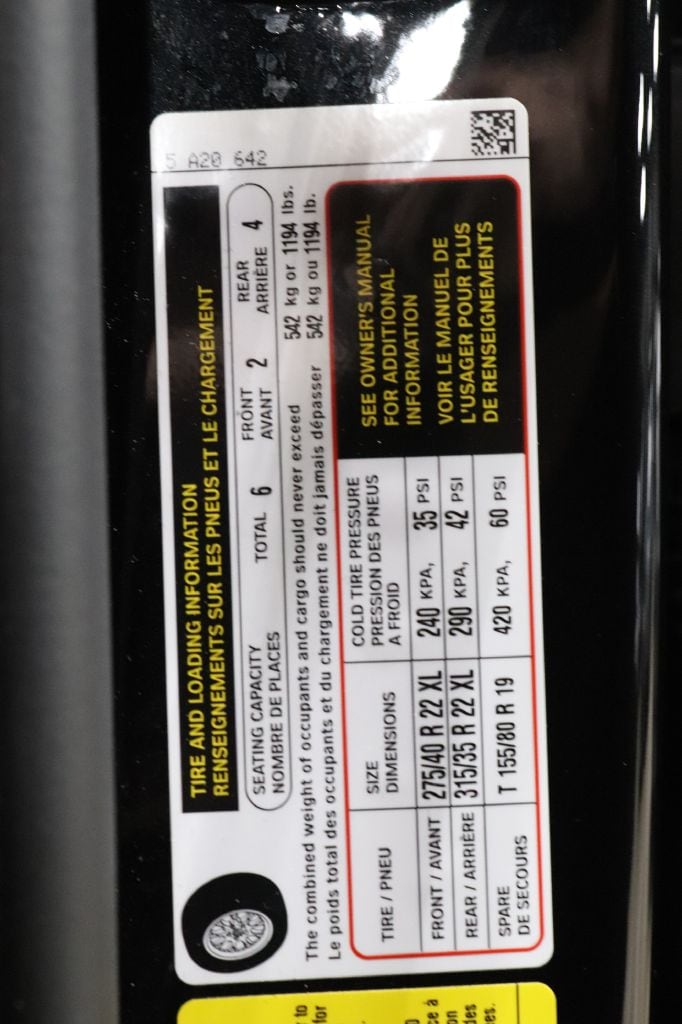 5 A20 642
TIRE AND LOADING INFORMATION
RENSEIGNEMENTS SUR LES PNEUS ET LE CHARGEMENT
SEATING CAPACITY
NOMBRE DE PLACES
TOTAL 6
FRONT
AVANT 2
REAR
ARRIÈRE 4
The combined weight of occupants and cargo should never exceed 542 kg or 1194 lbs.
Le poids total des occupants et du chargement ne doit jamais dépasser 542 kg ou 1194 lb.
TIRE / PNEU
SIZE
DIMENSIONS
COLD TIRE PRESSURE
PRESSION DES PNEUS
A FROID
FRONT / AVANT 275/40 R 22 XL 240 KPA, 35 PSI
REAR / ARRIÈRE 315/35 R 22 XL 290 KPA, 42 PSI
SPARE
DE SECOURS T 155/80 R 19 420 KPA, 60 PSI
SEE OWNER'S MANUAL
FOR ADDITIONAL
INFORMATION
VOIR LE MANUEL DE
L'USAGER POUR PLUS
DE RENSEIGNEMENTS
to
for
ce à
on
des
es.